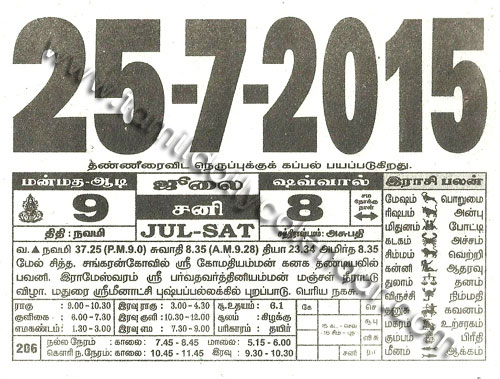 25-7-2015
www.tamildailycalendar.com
தண்ணீரைவிட நெருப்புக்குக் கப்பல் பயப்படுகிறது.
மன்மத-ஆடி ஜூலை ஷவ்வால் இராசி பலன்
9 சனி 8 சம நோக்கு நாள்
திதி : நவமி JUL-SAT நக்ஷத்திரம்: அசுபதி
மேஷம் பொறுமை
ரிஷபம் அன்பு
மிதுனம் போட்டி
கடகம் அச்சம்
சிம்மம் வெற்றி
கன்னி ஆதரவு
துலாம் தனம்
விருச்சி நிம்மதி
தனுசு கவனம்
மகரம் உற்சாகம்
கும்பம் பிரீதி
மீனம் ஆக்கம்
வ. ▲ நவமி 37.25 (P.M.9.0) சுவாதி 8.35 (A.M.9.28) தியா 23.34 அமிர்த 8.35
மேல் சித்த. சங்கரன்கோவில் ஸ்ரீ கோமதியம்மன் கனக தண்டியலில்
பவனி. இராமேஸ்வரம் ஸ்ரீ பர்வதவர்த்தினியம்மன் மஞ்சள் நீராட்டு
விழா. மதுரை ஸ்ரீமீனாட்சி புஷ்பப்பல்லக்கில் புறப்பாடு. பெரிய நகசு.
ராகு : 9.00 - 10.30 இரவு ராகு : 3.00 - 4.30 சூ.உதயம் : 6.1
குளிகை : 6.00 - 7.30 இரவு குளி :10.30 - 12.00 சூலம் : கிழக்கு
எமகண்டம் : 1.30 - 3.00 இரவு எம : 7.30 - 9.00 பரிகாரம் : தயிர்
206 நல்ல நேரம் : காலை: 7.45 - 8.45 மாலை: 5.15 - 6.00
கௌரி ந.நேரம் : காலை: 10.45 - 11.45 இரவு : 9.30 - 10.30